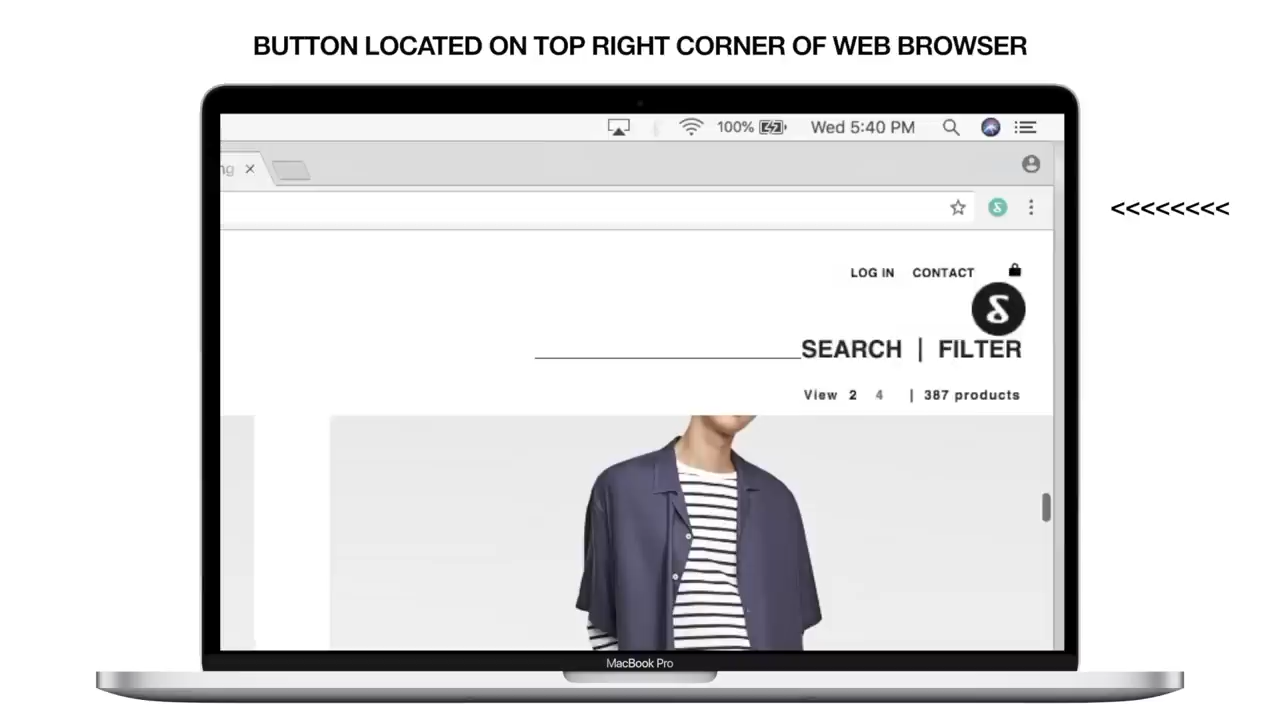 BUTTON LOCATED ON TOP RIGHT CORNER OF WEB BROWSER
100% Wed 5:40 PM
ng ×
<<<<<<<<
LOG IN CONTACT
SEARCH | FILTER
View 2 4 | 387 products
MacBook Pro